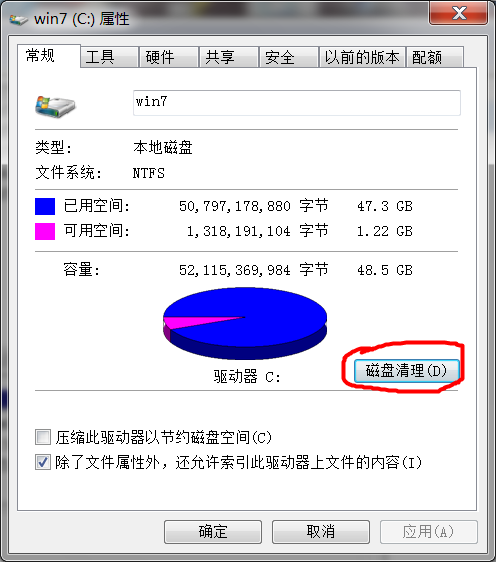 win7 (C:) 属性
常规 工具 硬件 共享 安全 以前的版本 配额
win7
类型: 本地磁盘
文件系统: NTFS
已用空间: 50,797,178,880 字节 47.3 GB
可用空间: 1,318,191,104 字节 1.22 GB
容量: 52,115,369,984 字节 48.5 GB
驱动器 C: 磁盘清理(D)
压缩此驱动器以节约磁盘空间(C)
除了文件属性外，还允许索引此驱动器上文件的内容(I)
确定 取消 应用(A)